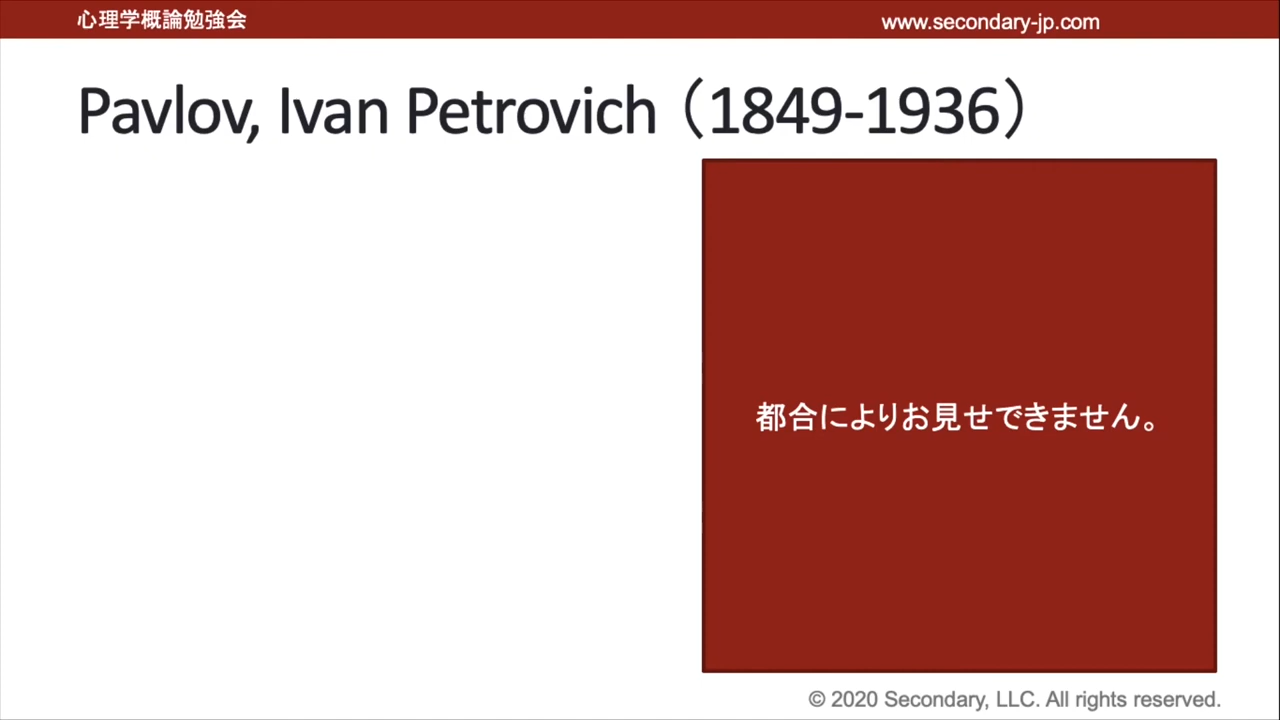 心理学概論勉強会
www.secondary-jp.com
Pavlov, Ivan Petrovich（1849-1936）
都合によりお見せできません。
© 2020 Secondary, LLC. All rights reserved.